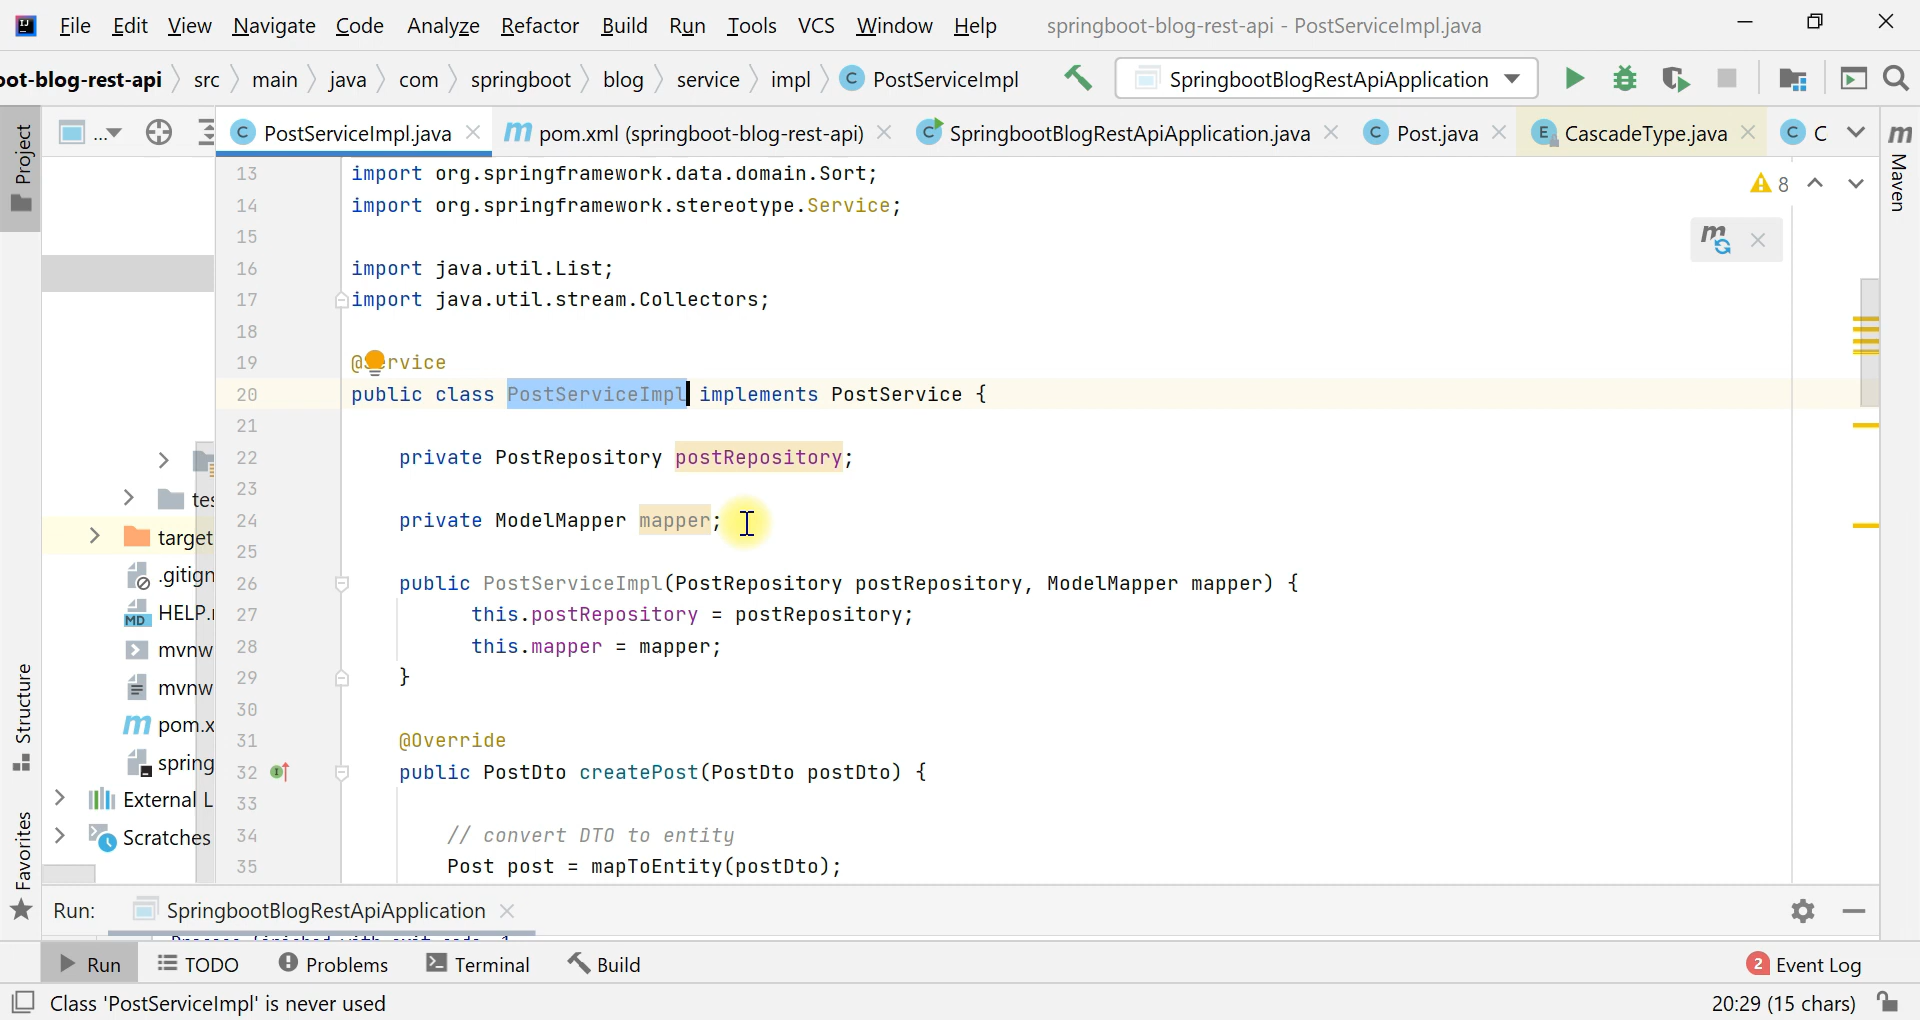 File Edit View Navigate Code Analyze Refactor Build Run Tools VCS Window Help springboot-blog-rest-api - PostServiceImpl.java
oot-blog-rest-api src main java com springboot blog service impl PostServiceImpl SpringbootBlogRestApiApplication
... PostServiceImpl.java pom.xml (springboot-blog-rest-api) SpringbootBlogRestApiApplication.java Post.java CascadeType.java C
Project
Structure
Favorites
Maven
8
13 import org.springframework.data.domain.Sort;
14 import org.springframework.stereotype.Service;
15
16 import java.util.List;
17 import java.util.stream.Collectors;
18
19 @Service
20 public class PostServiceImpl implements PostService {
21
22 private PostRepository postRepository;
23
24 private ModelMapper mapper;
25
26 public PostServiceImpl(PostRepository postRepository, ModelMapper mapper) {
27 this.postRepository = postRepository;
28 this.mapper = mapper;
29 }
30
31 @Override
32 public PostDto createPost(PostDto postDto) {
33
34 // convert DTO to entity
35 Post post = mapToEntity(postDto);
tes
target
.gitign
HELP.
mvnw
mvnw
pom.x
spring
External L
Scratches
Run: SpringbootBlogRestApiApplication
Run TODO Problems Terminal Build 2 Event Log
Class 'PostServiceImpl' is never used 20:29 (15 chars)